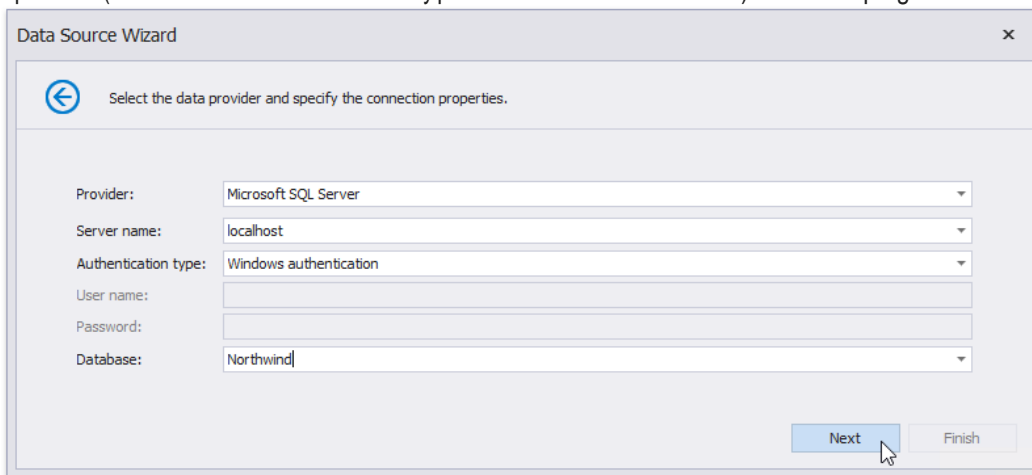 Data Source Wizard
Select the data provider and specify the connection properties.
Provider: Microsoft SQL Server
Server name: localhost
Authentication type: Windows authentication
User name:
Password:
Database: Northwind
Next Finish